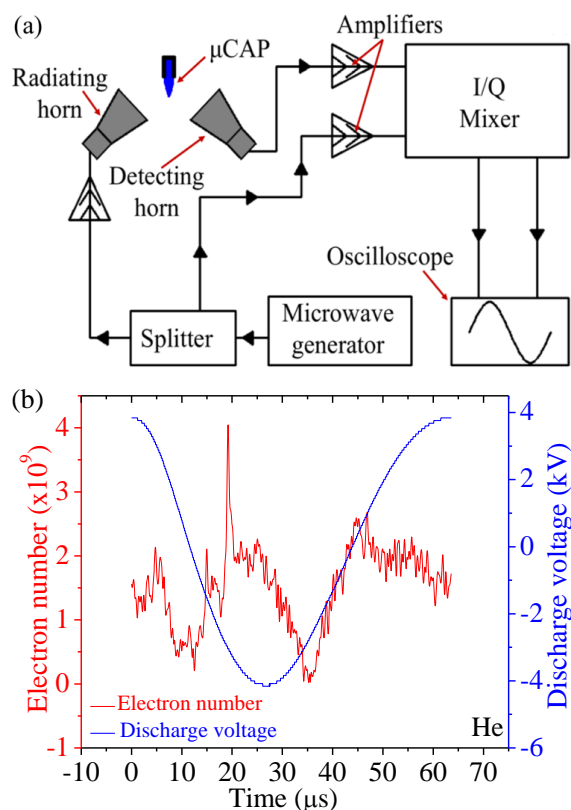 (a)
μCAP
Amplifiers
Radiating
horn
I/Q
Mixer
Detecting
horn
Oscilloscope
Splitter
Microwave
generator
(b)
4
3
2
1
0
-1
Electron number (x10⁹)
4
2
0
-2
-4
-6
Discharge voltage (kV)
Electron number
Discharge voltage
He
-10 0 10 20 30 40 50 60 70
Time (μs)